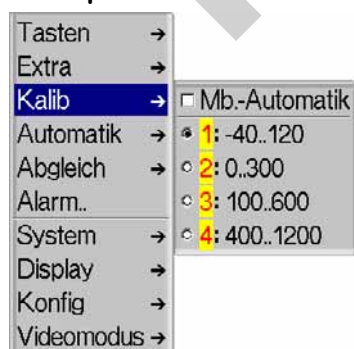 Tasten
Extra
Kalib
Automatik
Abgleich
Alarm..
System
Display
Konfig
Videomodus
Mb.-Automatik
1: -40..120
2: 0..300
3: 100..600
4: 400..1200